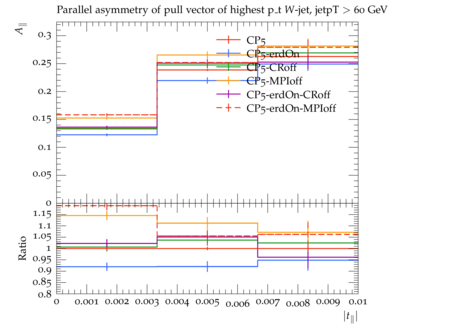 Parallel asymmetry of pull vector of highest p_t W-jet, jetpT > 60 GeV
A∥
0.3
0.25
0.2
0.15
0.1
0.05
0
CP5
CP5-erdOn
CP5-CRoff
CP5-MPIoff
CP5-erdOn-CRoff
CP5-erdOn-MPIoff
Ratio
1.15
1.1
1.05
1.0
0.95
0.9
0.85
0.8
0 0.001 0.002 0.003 0.004 0.005 0.006 0.007 0.008 0.009 0.01
|t∥|